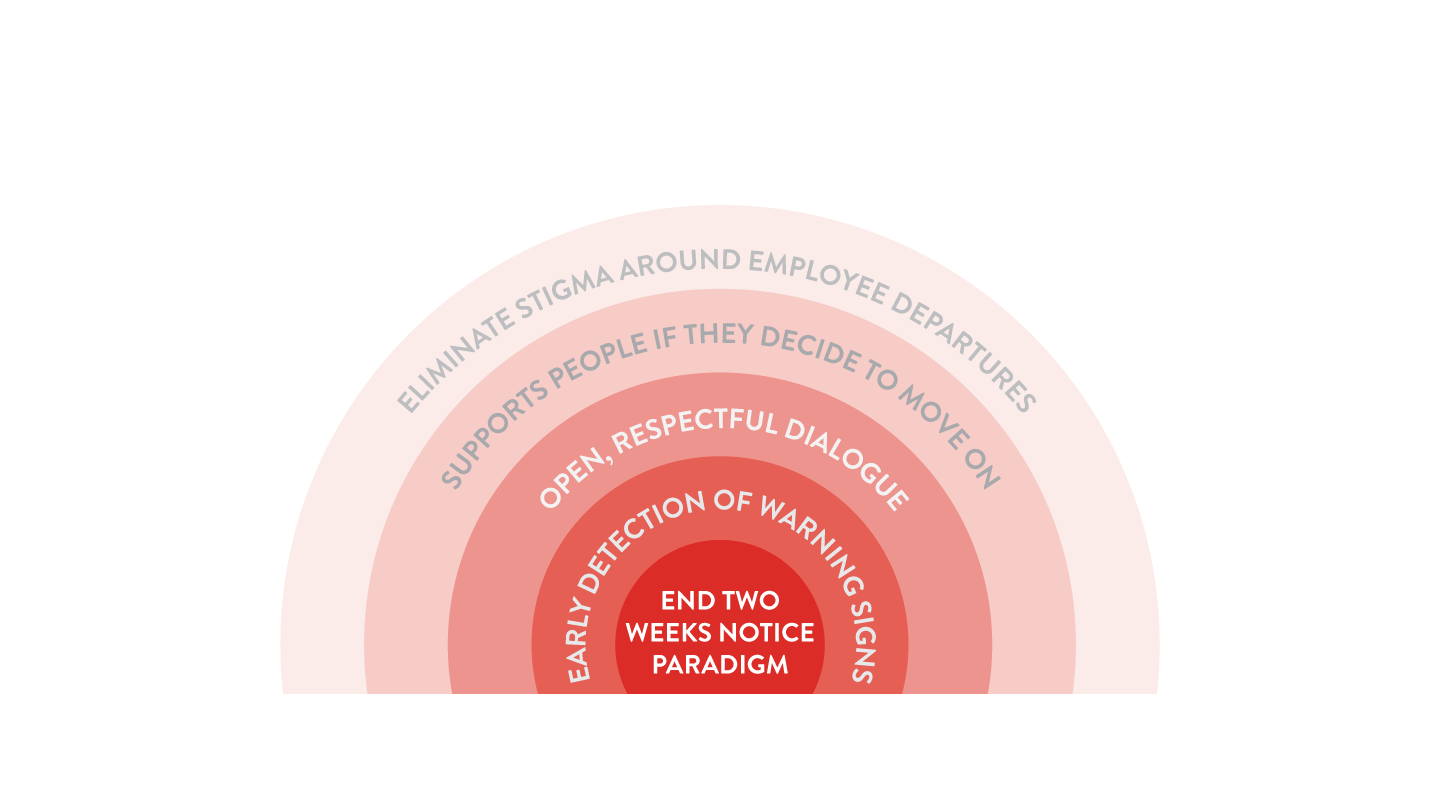 ELIMINATE STIGMA AROUND EMPLOYEE DEPARTURES
SUPPORTS PEOPLE IF THEY DECIDE TO MOVE ON
OPEN, RESPECTFUL DIALOGUE
EARLY DETECTION OF WARNING SIGNS
END TWO
WEEKS NOTICE
PARADIGM